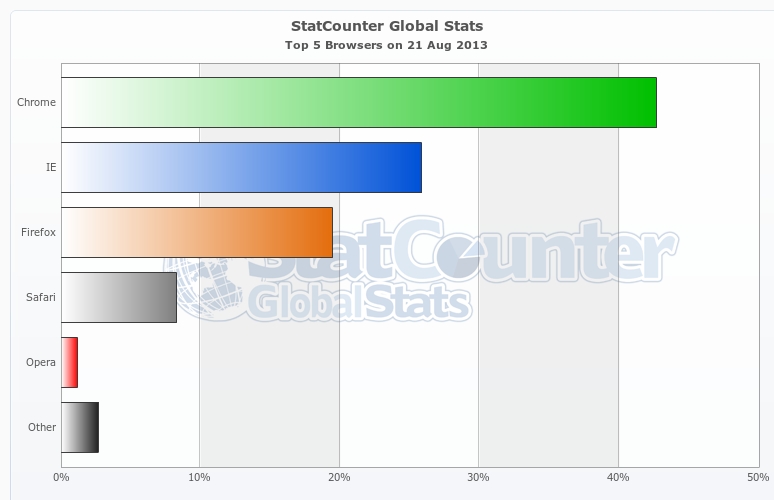 StatCounter Global Stats
Top 5 Browsers on 21 Aug 2013
Chrome
IE
Firefox
StatCounter
Safari
GlobalStats
Opera
Other
0% 10% 20% 30% 40% 50%